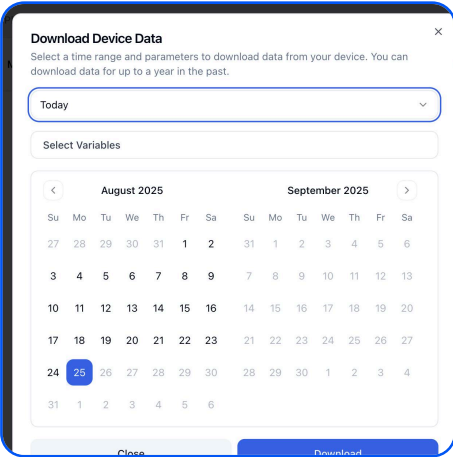 Download Device Data
Select a time range and parameters to download data from your device. You can
download data for up to a year in the past.
Today
Select Variables
August 2025
Su Mo Tu We Th Fr Sa
27 28 29 30 31 1 2
3 4 5 6 7 8 9
10 11 12 13 14 15 16
17 18 19 20 21 22 23
24 25 26 27 28 29 30
31 1 2 3 4 5 6
September 2025
Su Mo Tu We Th Fr Sa
31 1 2 3 4 5 6
7 8 9 10 11 12 13
14 15 16 17 18 19 20
21 22 23 24 25 26 27
28 29 30 1 2 3 4
Close
Download